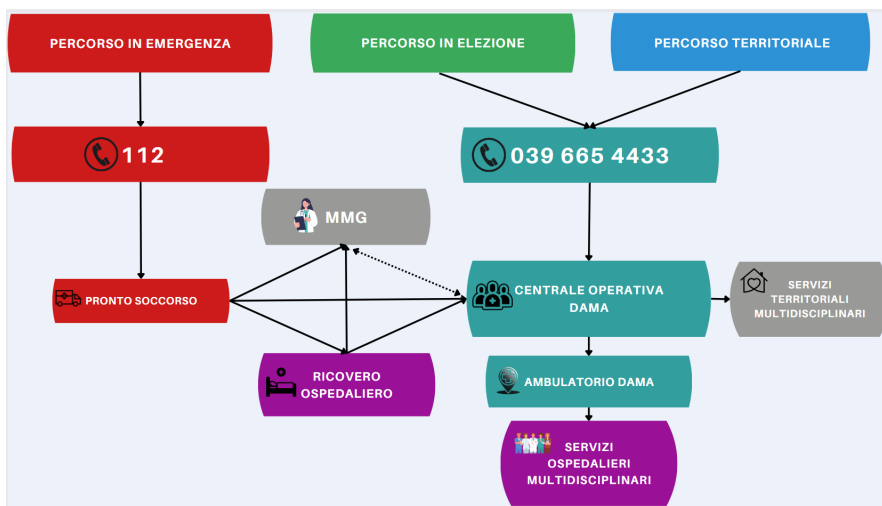 PERCORSO IN EMERGENZA
PERCORSO IN ELEZIONE
PERCORSO TERRITORIALE
112
039 665 4433
MMG
PRONTO SOCCORSO
CENTRALE OPERATIVA
DAMA
SERVIZI
TERRITORIALI
MULTIDISCIPLINARI
RICOVERO
OSPEDALIERO
AMBULATORIO DAMA
SERVIZI
OSPEDALIERI
MULTIDISCIPLINARI